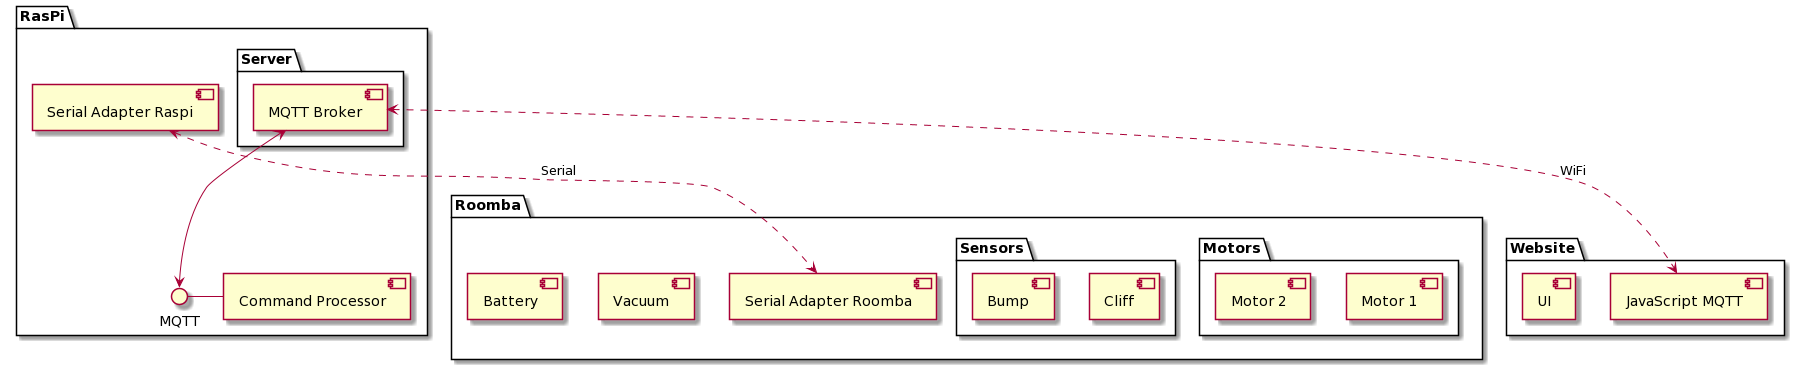 RasPi
Server
Serial Adapter Raspi
MQTT Broker
Serial
WiFi
Roomba
Sensors
Motors
Website
MQTT
Command Processor
Battery
Vacuum
Serial Adapter Roomba
Bump
Cliff
Motor 2
Motor 1
UI
JavaScript MQTT